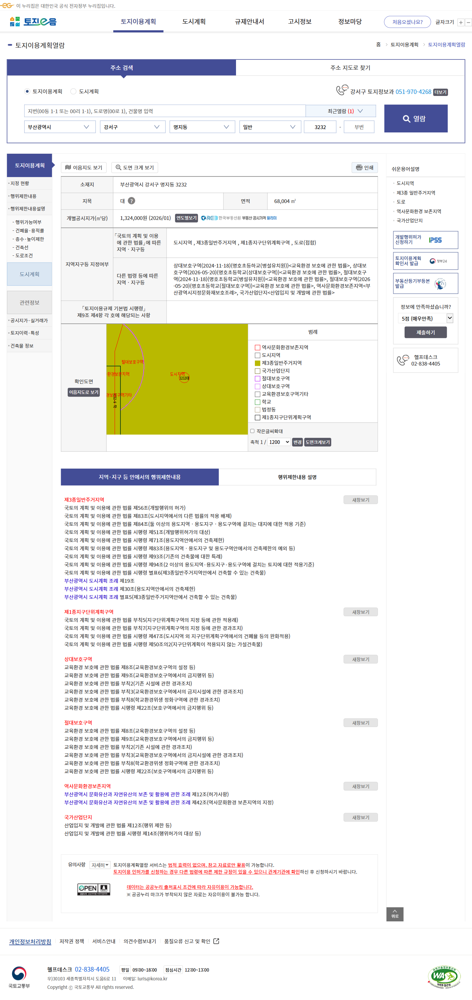 이 누리집은 대한민국 공식 전자정부 누리집입니다.
토지e음
토지이용계획 도시계획 규제안내서 고시정보 정보마당
처음오셨나요? 글자크기 + -
토지이용계획열람
홈 > 토지이용계획 > 토지이용계획열람
주소 검색 주소 지도로 찾기
토지이용계획 도시계획
강서구 토지정보과 051-970-4268 더보기
지번(00동 1-1 또는 00리 1-1), 도로명(00로 1), 건물명 입력
최근열람 (1)
열람
부산광역시 강서구 명지동 일반 3232 - 부번
토지이용계획
지정 현황
행위제한내용
행위제한내용설명
- 행위가능여부
- 건폐율·용적률
- 층수·높이제한
- 건축선
- 도로조건
도시계획
관련정보
공시지가·실거래가
토지이력·특성
건축물 정보
이음지도 보기 도면 크게 보기 인쇄
소재지 부산광역시 강서구 명지동 3232
지목 대 ? 면적 68,004 ㎡
개별공시지가(㎡당) 1,324,000원 (2026/01) 연도별보기 REB 한국부동산원 부동산 공시가격 알리미
지역지구등 지정여부
「국토의 계획 및 이용
에 관한 법률」에 따른
지역ㆍ지구등
도시지역 , 제3종일반주거지역 , 제1종지구단위계획구역 , 도로(접합)
다른 법령 등에 따른
지역ㆍ지구등
상대보호구역(2024-11-18)(명호초등하교(병설유치원))<교육환경 보호에 관한 법률>, 상대보
호구역(2026-05-20)(명호초등학교(상대보호구역))<교육환경 보호에 관한 법률>, 절대보호구
역(2024-11-18)(명호초등학교(병설유치원))<교육환경 보호에 관한 법률>, 절대보호구역(2026
-05-20)(명호초등학교(절대보호구역))<교육환경 보호에 관한 법률>, 역사문화환경보존지역<부
산광역시지정문화재보호조례>, 국가산업단지<산업입지 및 개발에 관한 법률>
「토지이용규제 기본법 시행령」
제9조 제4항 각 호에 해당되는 사항
확인도면
이음지도로 보기
절대보호구역
환경보존지역
도시지역
구역기타
범례
역사문화환경보존지역
도시지역
제3종일반주거지역
국가산업단지
절대보호구역
상대보호구역
교육환경보호구역기타
학교
법정동
제1종지구단위계획구역
작은글씨확대
축척 1 / 1200 변경 도면크게보기
쉬운용어설명
도시지역
제3종 일반주거지역
도로
역사문화환경 보존지역
국가산업단지
개발행위허가
신청하기
IPSS
토지이용계획
확인서 발급
정부24
부동산등기부등본
발급
정보에 만족하셨습니까?
5점 (매우만족)
제출하기
헬프데스크
02-838-4405
지역·지구 등 안에서의 행위제한내용 행위제한내용 설명
제3종일반주거지역 새창보기
국토의 계획 및 이용에 관한 법률 제56조(개발행위의 허가)
국토의 계획 및 이용에 관한 법률 제83조(도시지역에서의 다른 법률의 적용 배제)
국토의 계획 및 이용에 관한 법률 제84조(둘 이상의 용도지역ㆍ용도지구ㆍ용도구역에 걸치는 대지에 대한 적용 기준)
국토의 계획 및 이용에 관한 법률 시행령 제51조(개발행위허가의 대상)
국토의 계획 및 이용에 관한 법률 시행령 제71조(용도지역안에서의 건축제한)
국토의 계획 및 이용에 관한 법률 시행령 제83조(용도지역ㆍ용도지구 및 용도구역안에서의 건축제한의 예외 등)
국토의 계획 및 이용에 관한 법률 시행령 제93조(기존의 건축물에 대한 특례)
국토의 계획 및 이용에 관한 법률 시행령 제94조(2 이상의 용도지역·용도지구·용도구역에 걸치는 토지에 대한 적용기준)
국토의 계획 및 이용에 관한 법률 시행령 별표6(제3종일반주거지역안에서 건축할 수 있는 건축물)
부산광역시 도시계획 조례 제19조
부산광역시 도시계획 조례 제30조(용도지역안에서의 건축제한)
부산광역시 도시계획 조례 별표5(제3종일반주거지역안에서 건축할 수 있는 건축물)
제1종지구단위계획구역 새창보기
국토의 계획 및 이용에 관한 법률 부칙5(지구단위계획구역의 지정 등에 관한 적용례)
국토의 계획 및 이용에 관한 법률 부칙7(지구단위계획구역의 지정 등에 관한 경과조치)
국토의 계획 및 이용에 관한 법률 시행령 제47조(도시지역 외 지구단위계획구역에서의 건폐율 등의 완화적용)
국토의 계획 및 이용에 관한 법률 시행령 제50조의2(지구단위계획이 적용되지 않는 가설건축물)
상대보호구역 새창보기
교육환경 보호에 관한 법률 제8조(교육환경보호구역의 설정 등)
교육환경 보호에 관한 법률 제9조(교육환경보호구역에서의 금지행위 등)
교육환경 보호에 관한 법률 부칙2(기존 시설에 관한 경과조치)
교육환경 보호에 관한 법률 부칙3(교육환경보호구역에서의 금지시설에 관한 경과조치)
교육환경 보호에 관한 법률 부칙8(학교환경위생 정화구역에 관한 경과조치)
교육환경 보호에 관한 법률 시행령 제22조(보호구역에서의 금지행위 등)
절대보호구역 새창보기
교육환경 보호에 관한 법률 제8조(교육환경보호구역의 설정 등)
교육환경 보호에 관한 법률 제9조(교육환경보호구역에서의 금지행위 등)
교육환경 보호에 관한 법률 부칙2(기존 시설에 관한 경과조치)
교육환경 보호에 관한 법률 부칙3(교육환경보호구역에서의 금지시설에 관한 경과조치)
교육환경 보호에 관한 법률 부칙8(학교환경위생 정화구역에 관한 경과조치)
교육환경 보호에 관한 법률 시행령 제22조(보호구역에서의 금지행위 등)
역사문화환경보존지역 새창보기
부산광역시 문화유산과 자연유산의 보존 및 활용에 관한 조례 제12조(허가사항)
부산광역시 문화유산과 자연유산의 보존 및 활용에 관한 조례 제42조(역사문화환경 보존지역의 지정)
국가산업단지 새창보기
산업입지 및 개발에 관한 법률 제12조(행위 제한 등)
산업입지 및 개발에 관한 법률 시행령 제14조(행위허가의 대상 등)
유의사항 자세히 토지이용계획열람 서비스는 법적 효력이 없으며, 참고 자료로만 활용이 가능합니다.
토지이용 인허가를 신청하는 경우 다른 법령에 따른 제한 규정이 있을 수 있으니 관계기관에 확인하신 후 신청하시기 바랍니다.
OPEN
데이터는 공공누리 출처표시 조건에 따라 자유이용이 가능합니다.
※ 공공누리 마크가 부착되지 않은 자료는 자유이용이 불가능 합니다.
위로
개인정보처리방침 저작권 정책 서비스안내 의견수렴보내기 품질오류 신고 및 확인
국토교통부
헬프데스크 02-838-4405 평일 09:00~18:00 점심시간 12:00~13:00
우)30103 세종특별자치시 도움6로 11 이메일: luris@korea.kr
Copyright ⓒ 국토교통부 All rights reserved.
과학기술정보통신부
WA
WEB 접근성